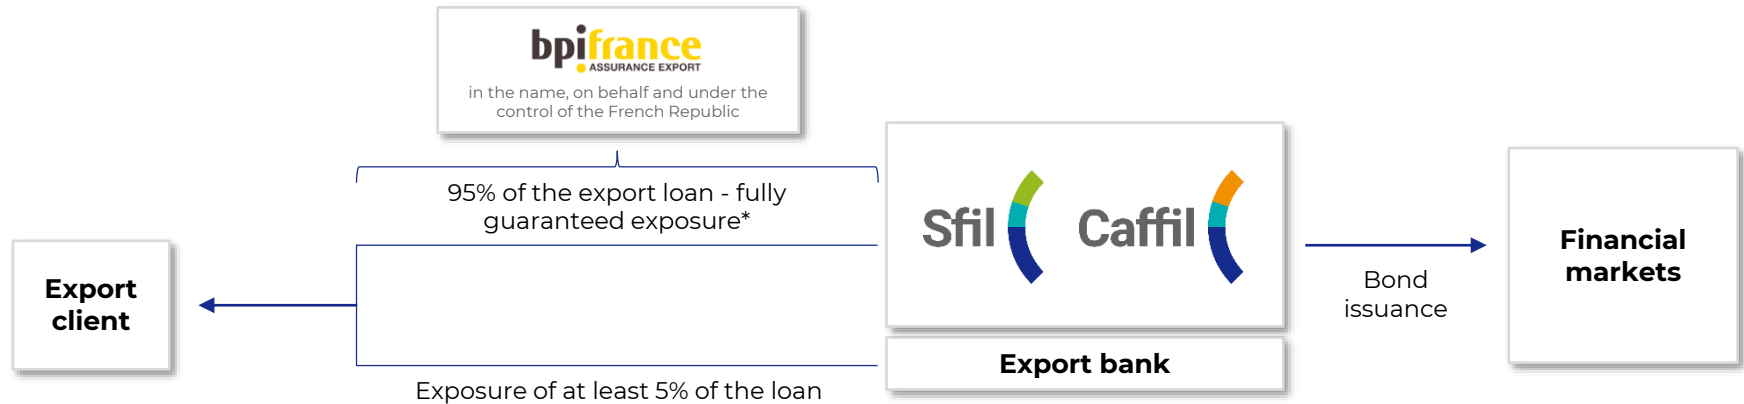 bpifrance
ASSURANCE EXPORT
in the name, on behalf and under the
control of the French Republic
95% of the export loan - fully
guaranteed exposure*
Sfil
Caffil
Export
client
Bond
issuance
Financial
markets
Export bank
Exposure of at least 5% of the loan